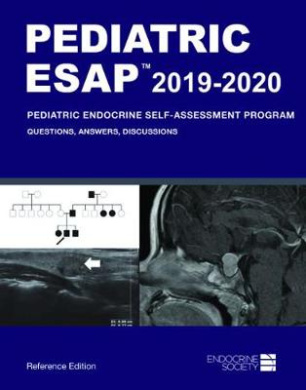 PEDIATRIC
ESAP™ 2019-2020
PEDIATRIC ENDOCRINE SELF-ASSESSMENT PROGRAM
QUESTIONS, ANSWERS, DISCUSSIONS
Reference Edition
ENDOCRINE
SOCIETY